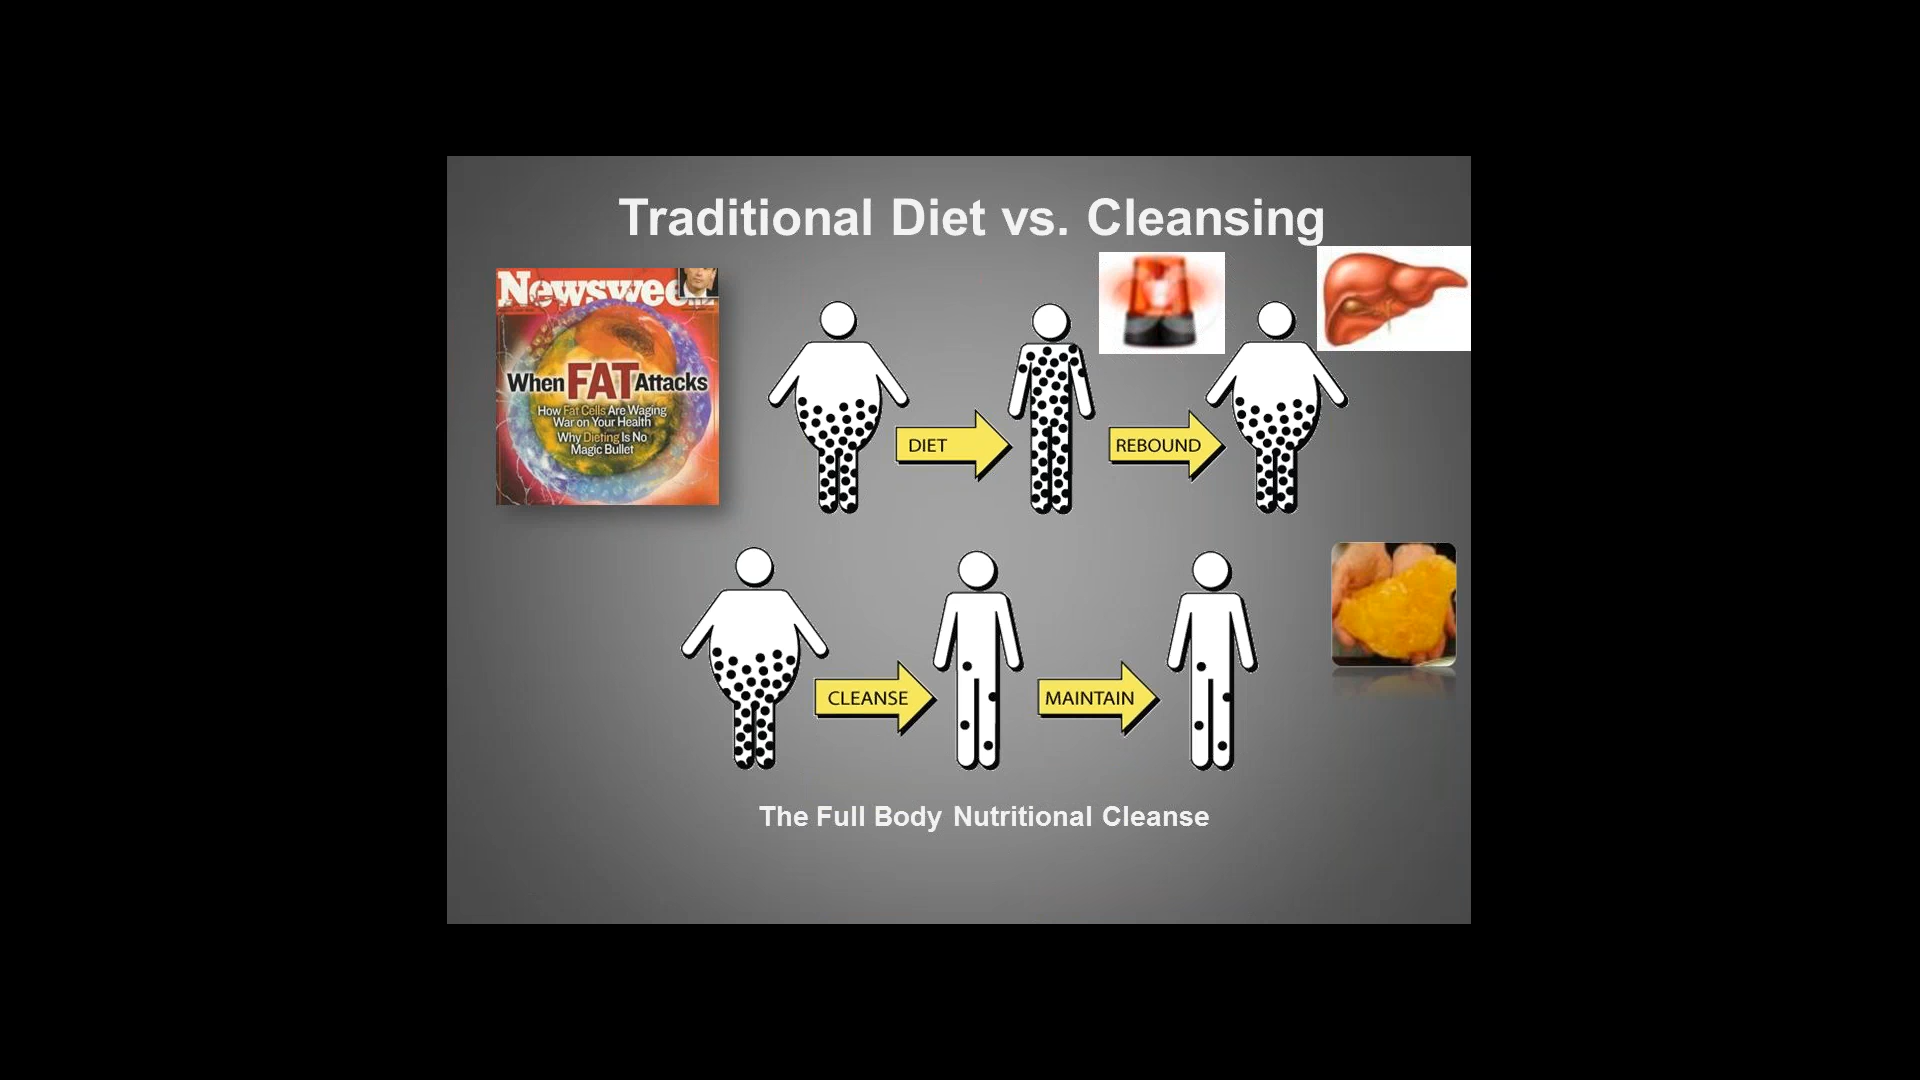 Traditional Diet vs. Cleansing
When FAT Attacks
How Fat Cells Are Waging
War on Your Health
Why Dieting Is No
Magic Bullet
DIET
REBOUND
CLEANSE
MAINTAIN
The Full Body Nutritional Cleanse